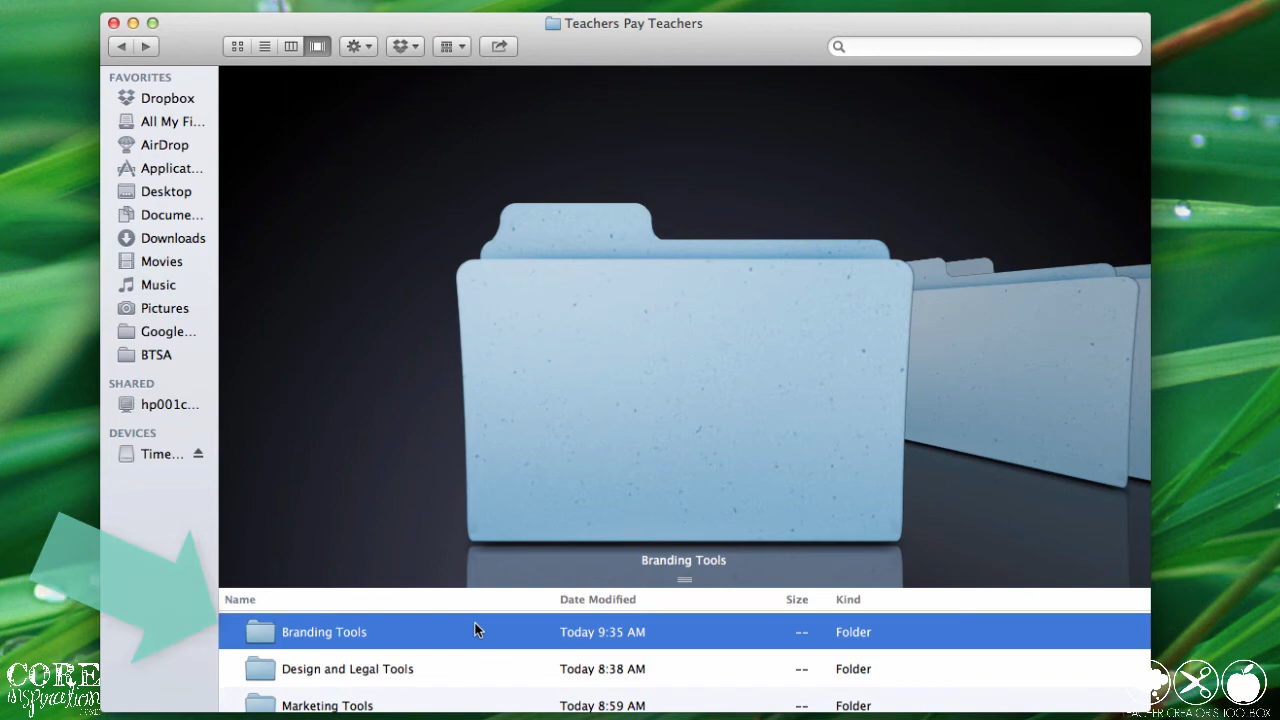 Teachers Pay Teachers
FAVORITES
Dropbox
All My Fi...
AirDrop
Applicat...
Desktop
Docume...
Downloads
Movies
Music
Pictures
Google...
BTSA
SHARED
hp001c...
DEVICES
Time...
Branding Tools
Name Date Modified Size Kind
Branding Tools Today 9:35 AM -- Folder
Design and Legal Tools Today 8:38 AM -- Folder
Marketing Tools Today 8:59 AM -- Folder
CORE
inspiration